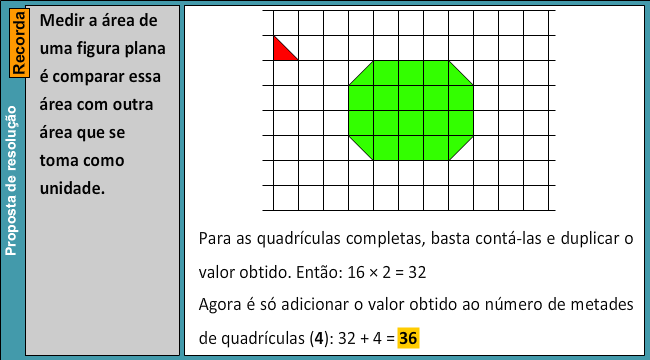 Recorda
Proposta de resolução
Medir a área de
uma figura plana
é comparar essa
área com outra
área que se
toma como
unidade.
Para as quadrículas completas, basta contá-las e duplicar o
valor obtido. Então: 16 × 2 = 32
Agora é só adicionar o valor obtido ao número de metades
de quadrículas (4): 32 + 4 = 36